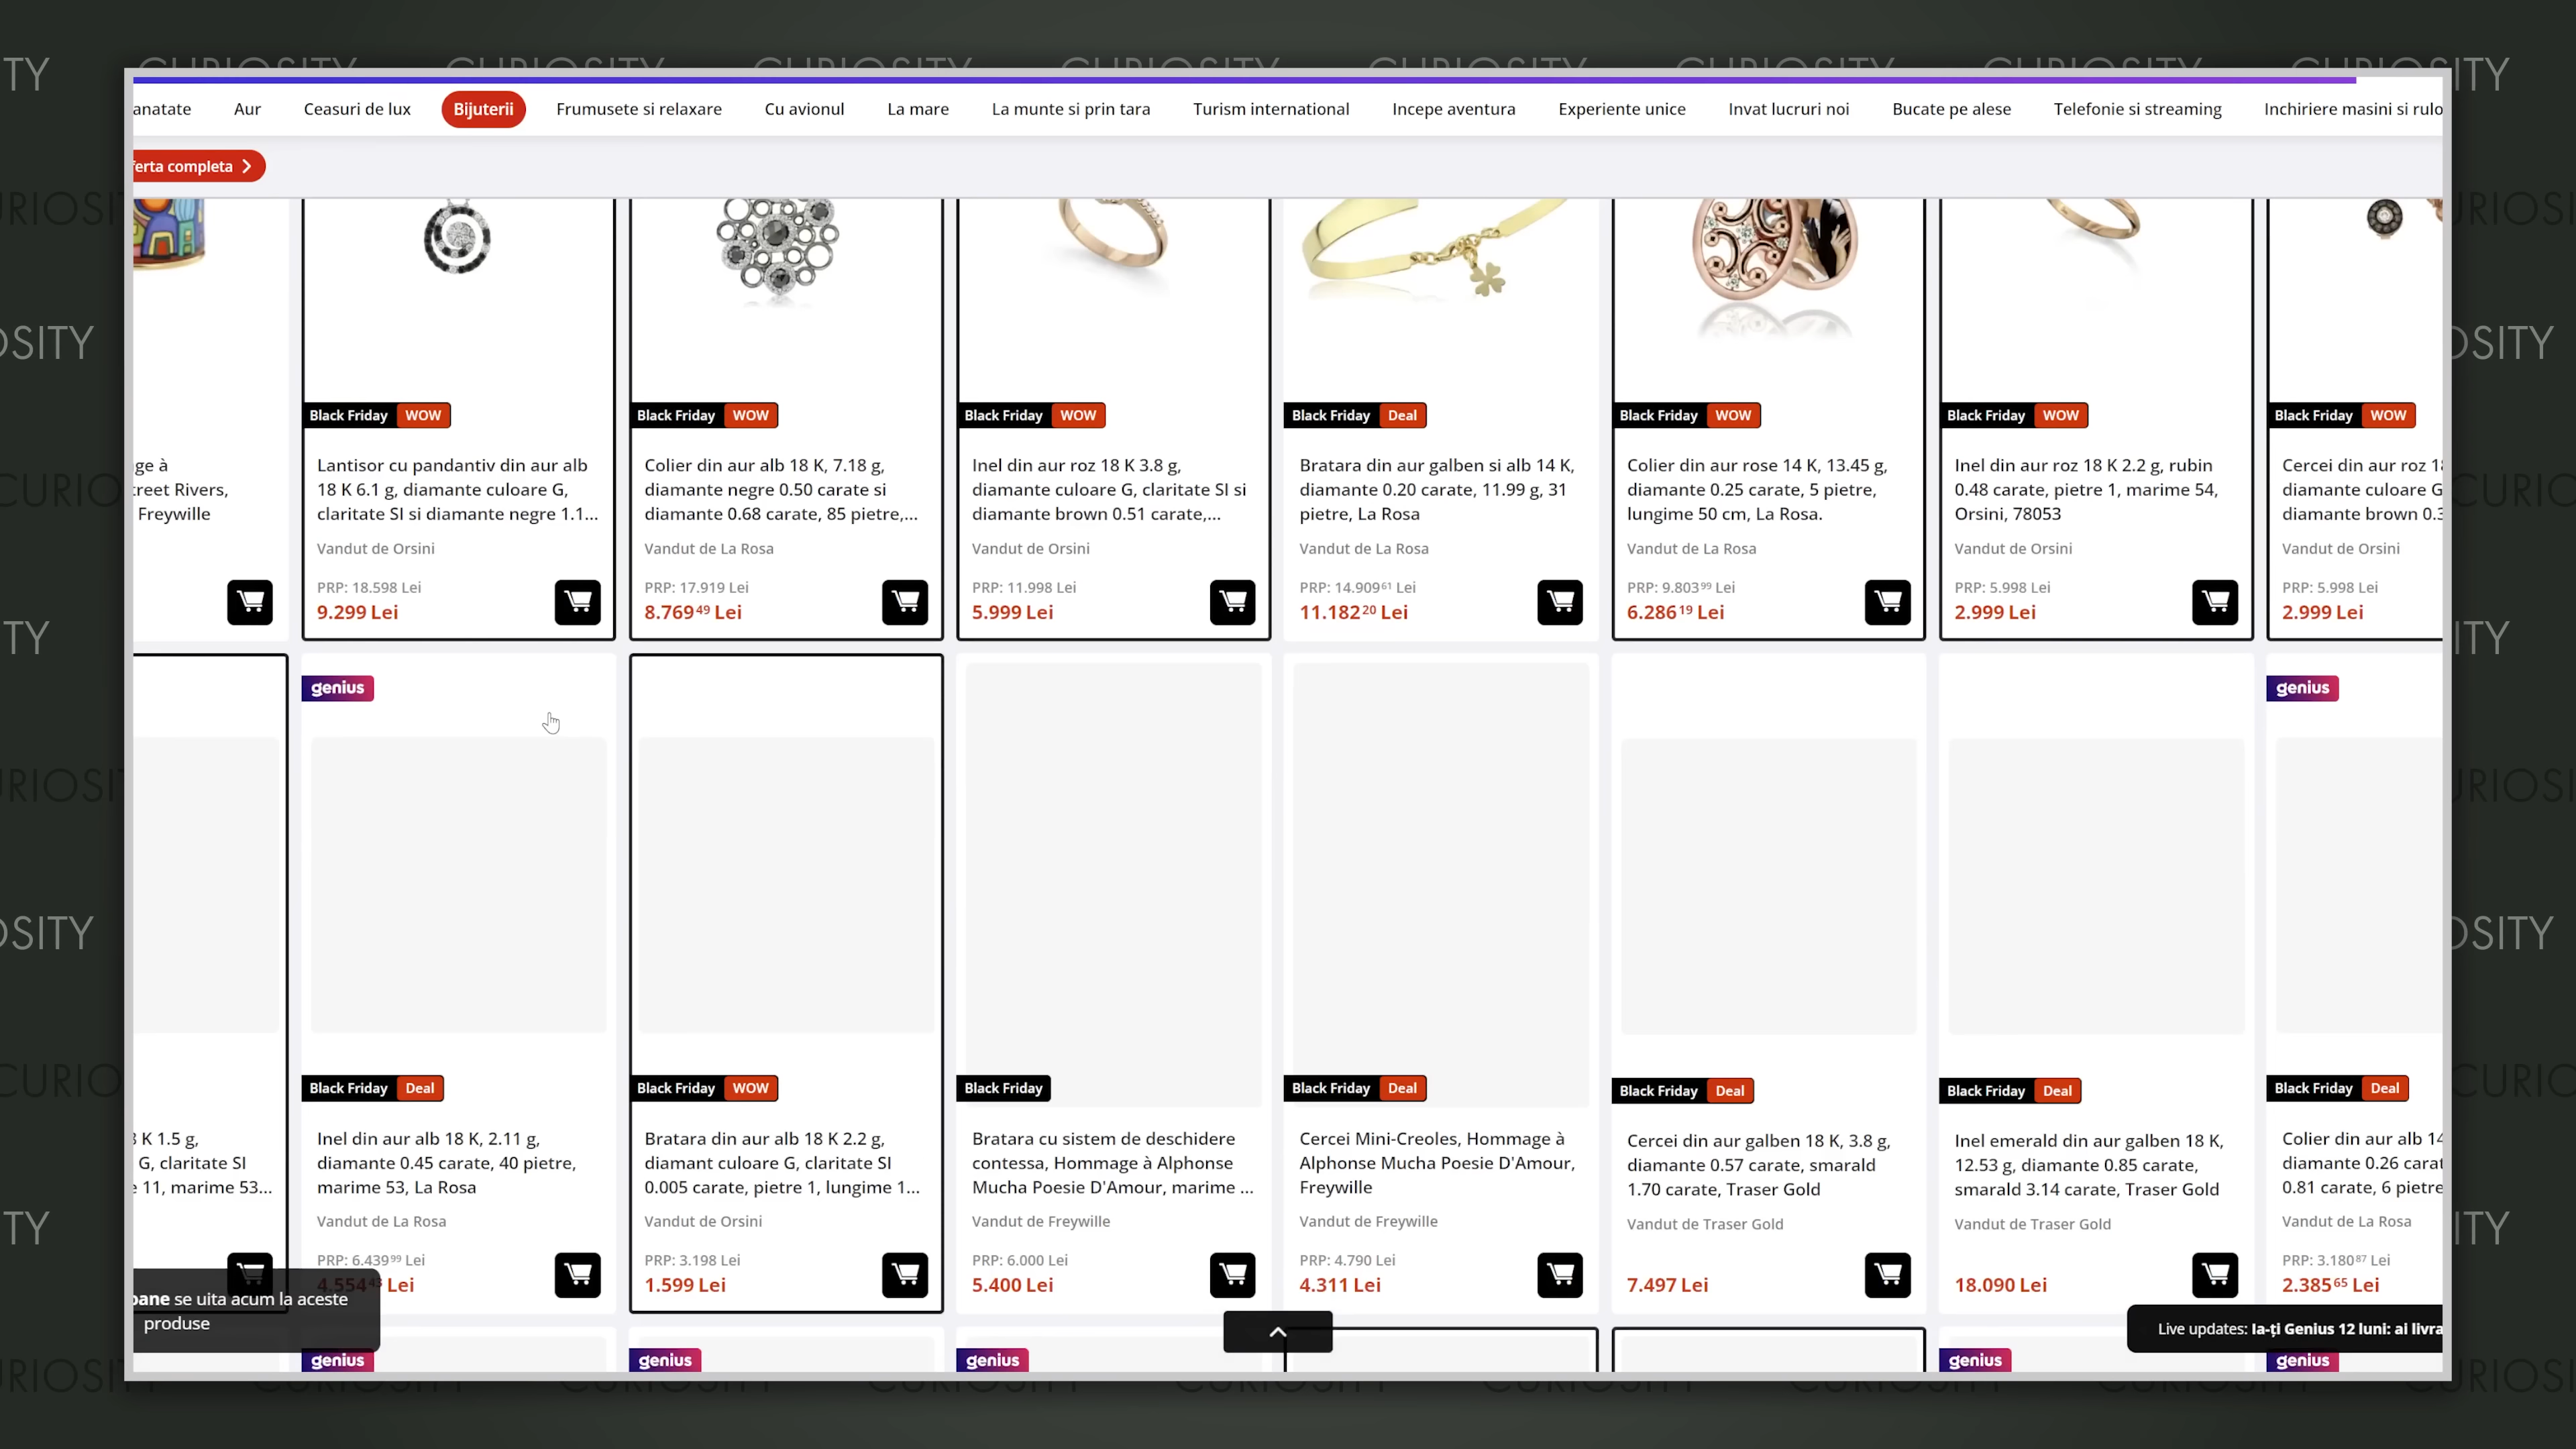 CURIOSITY CURIOSITY CURIOSITY CURIOSITY CURIOSITY CURIOSITY CURIOSITY
anatate Aur Ceasuri de lux Bijuterii Frumusete si relaxare Cu avionul La mare La munte si prin tara Turism international Incepe aventura Experiente unice Invat lucruri noi Bucate pe alese Telefonie si streaming Inchiriere masini si rulo
ferta completa
Black Friday WOW
Black Friday WOW
Black Friday WOW
Black Friday Deal
Black Friday WOW
Black Friday WOW
Black Friday WOW
ge à
treet Rivers,
Freywille
Lantisor cu pandantiv din aur alb
18 K 6.1 g, diamante culoare G,
claritate SI si diamante negre 1.1...
Vandut de Orsini
PRP: 18.598 Lei
9.299 Lei
Colier din aur alb 18 K, 7.18 g,
diamante negre 0.50 carate si
diamante 0.68 carate, 85 pietre,...
Vandut de La Rosa
PRP: 17.919 Lei
8.769 49 Lei
Inel din aur roz 18 K 3.8 g,
diamante culoare G, claritate SI si
diamante brown 0.51 carate,...
Vandut de Orsini
PRP: 11.998 Lei
5.999 Lei
Bratara din aur galben si alb 14 K,
diamante 0.20 carate, 11.99 g, 31
pietre, La Rosa
Vandut de La Rosa
PRP: 14.909 61 Lei
11.182 20 Lei
Colier din aur rose 14 K, 13.45 g,
diamante 0.25 carate, 5 pietre,
lungime 50 cm, La Rosa.
Vandut de La Rosa
PRP: 9.803 99 Lei
6.286 19 Lei
Inel din aur roz 18 K 2.2 g, rubin
0.48 carate, pietre 1, marime 54,
Orsini, 78053
Vandut de Orsini
PRP: 5.998 Lei
2.999 Lei
Cercei din aur roz 18
diamante culoare G
diamante brown 0.3
Vandut de Orsini
PRP: 5.998 Lei
2.999 Lei
genius
genius
Black Friday Deal
Black Friday WOW
Black Friday
Black Friday Deal
Black Friday Deal
Black Friday Deal
Black Friday Deal
K 1.5 g,
G, claritate SI
11, marime 53...
Inel din aur alb 18 K, 2.11 g,
diamante 0.45 carate, 40 pietre,
marime 53, La Rosa
Vandut de La Rosa
PRP: 6.439 99 Lei
4.554 43 Lei
Bratara din aur alb 18 K 2.2 g,
diamant culoare G, claritate SI
0.005 carate, pietre 1, lungime 1...
Vandut de Orsini
PRP: 3.198 Lei
1.599 Lei
Bratara cu sistem de deschidere
contessa, Hommage à Alphonse
Mucha Poesie D'Amour, marime ...
Vandut de Freywille
PRP: 6.000 Lei
5.400 Lei
Cercei Mini-Creoles, Hommage à
Alphonse Mucha Poesie D'Amour,
Freywille
Vandut de Freywille
PRP: 4.790 Lei
4.311 Lei
Cercei din aur galben 18 K, 3.8 g,
diamante 0.57 carate, smarald
1.70 carate, Traser Gold
Vandut de Traser Gold
7.497 Lei
Inel emerald din aur galben 18 K,
12.53 g, diamante 0.85 carate,
smarald 3.14 carate, Traser Gold
Vandut de Traser Gold
18.090 Lei
Colier din aur alb 14
diamante 0.26 carat
0.81 carate, 6 pietre
Vandut de La Rosa
PRP: 3.180 87 Lei
2.385 65 Lei
oane se uita acum la aceste
produse
Live updates: Ia-ți Genius 12 luni: ai livra
genius genius genius genius genius